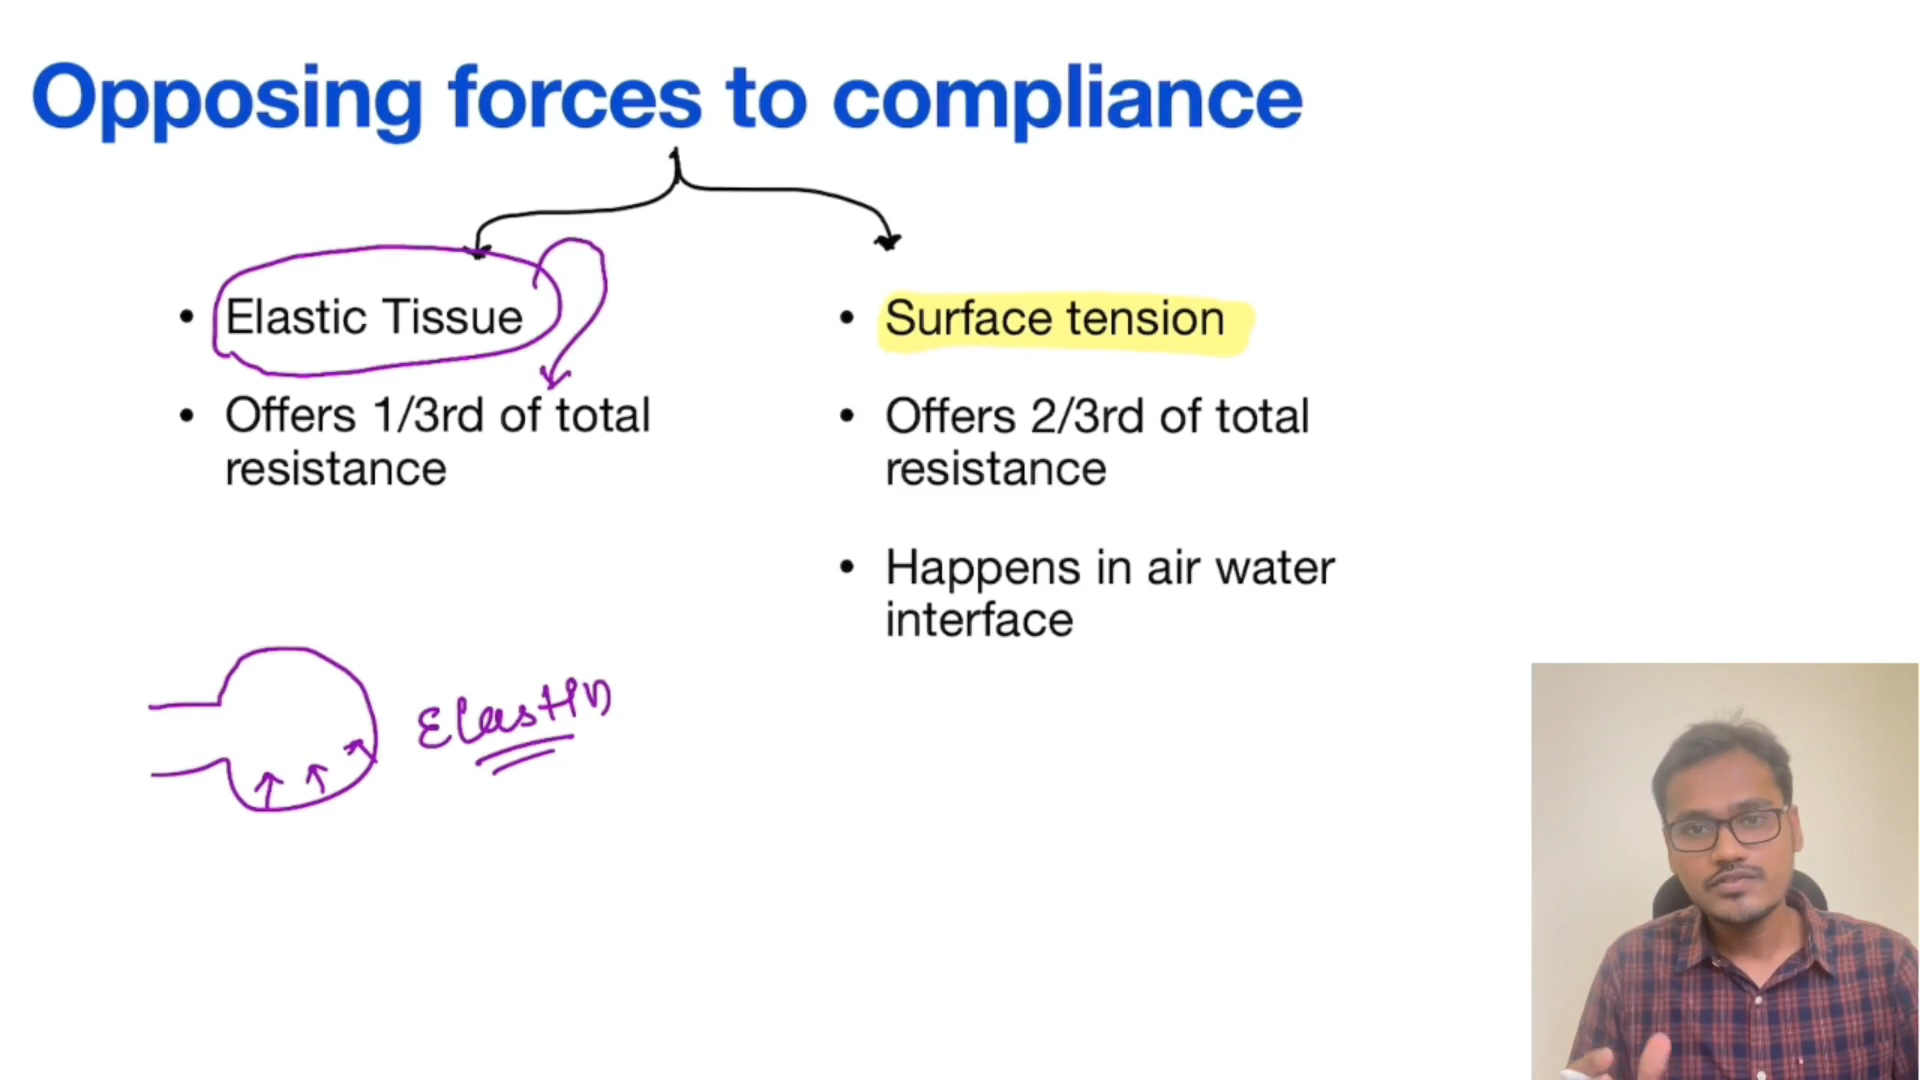 Opposing forces to compliance
• Elastic Tissue
• Offers 1/3rd of total
resistance
• Surface tension
• Offers 2/3rd of total
resistance
• Happens in air water
interface
Elastin